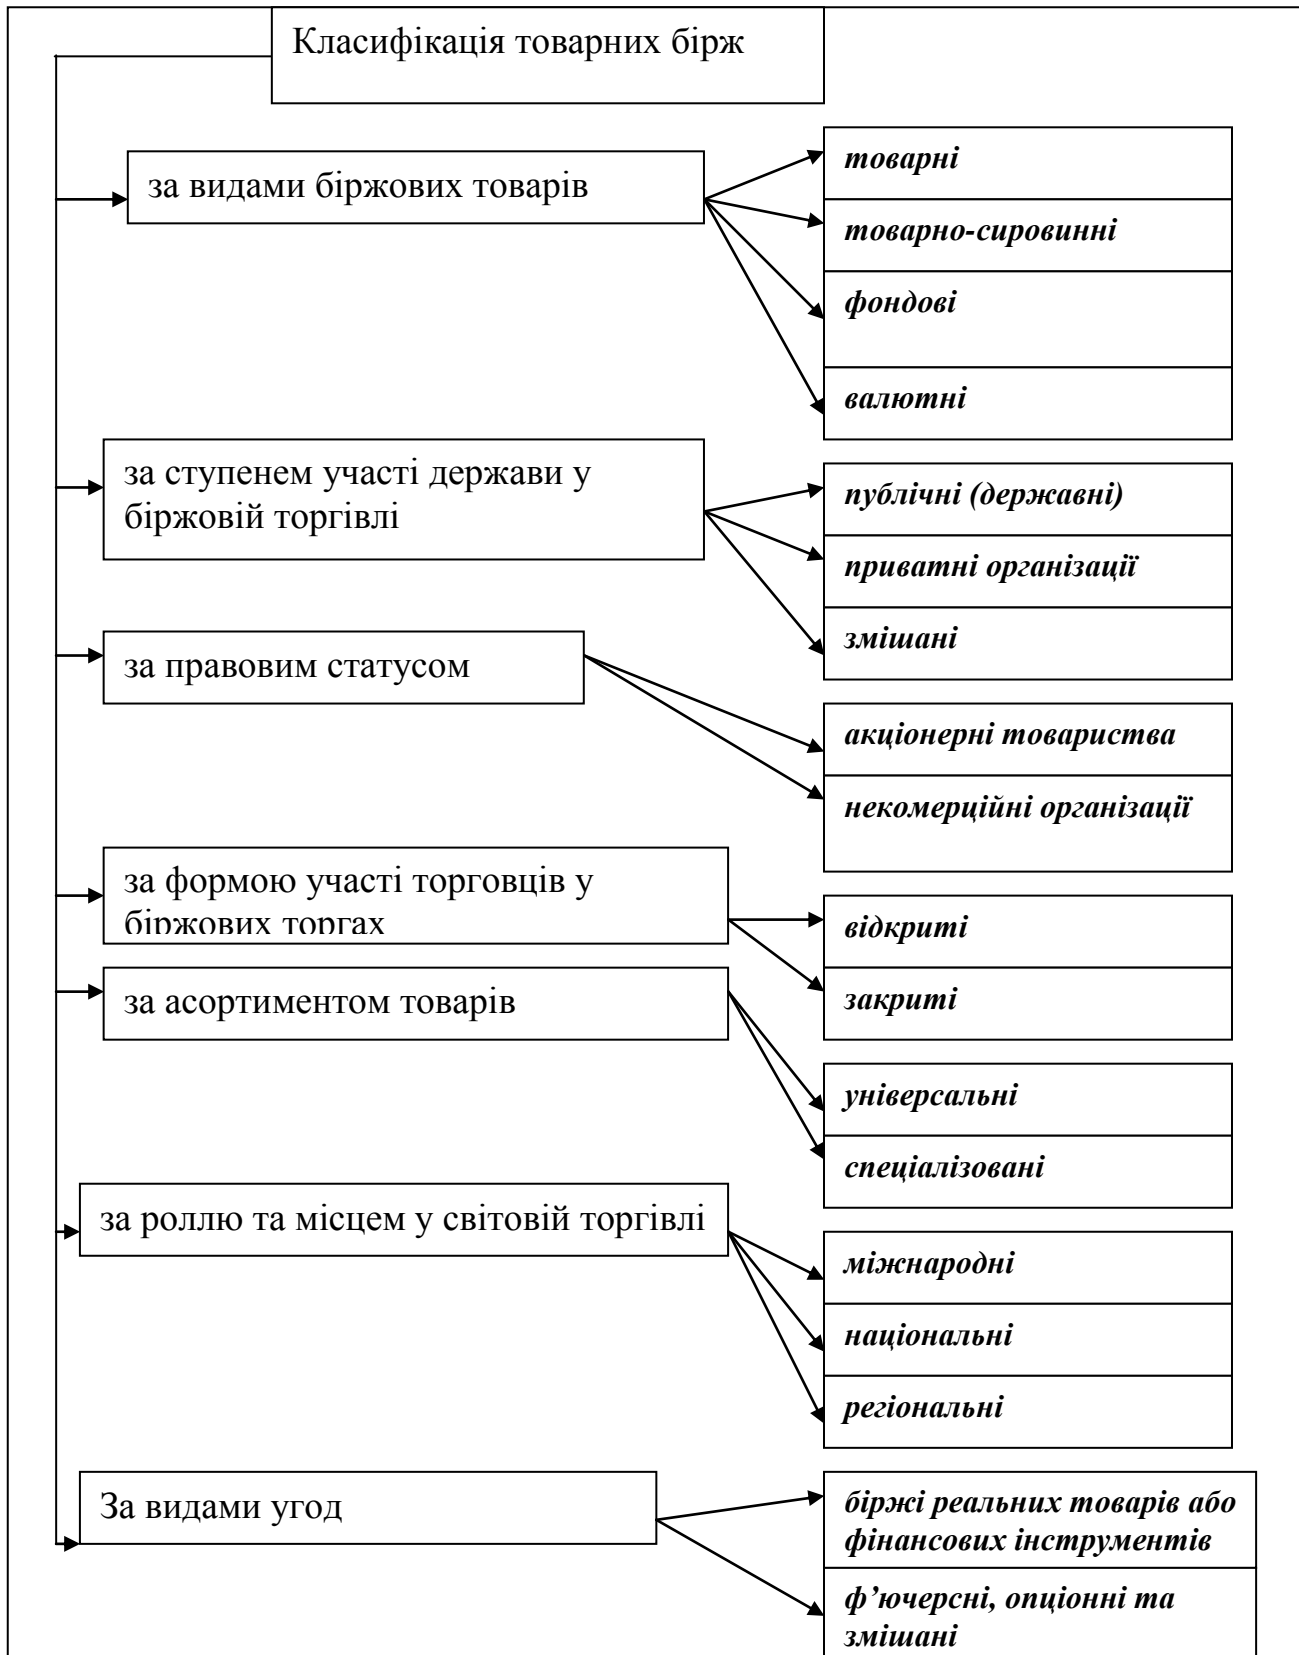 Класифікація товарних бірж
за видами біржових товарів
товарні
товарно-сировинні
фондові
валютні
за ступенем участі держави у
біржовій торгівлі
публічні (державні)
приватні організації
змішані
за правовим статусом
акціонерні товариства
некомерційні організації
за формою участі торговців у
біржових торгах
відкриті
закриті
за асортиментом товарів
універсальні
спеціалізовані
за роллю та місцем у світовій торгівлі
міжнародні
національні
регіональні
За видами угод
біржі реальних товарів або
фінансових інструментів
ф’ючерсні, опціонні та
змішані